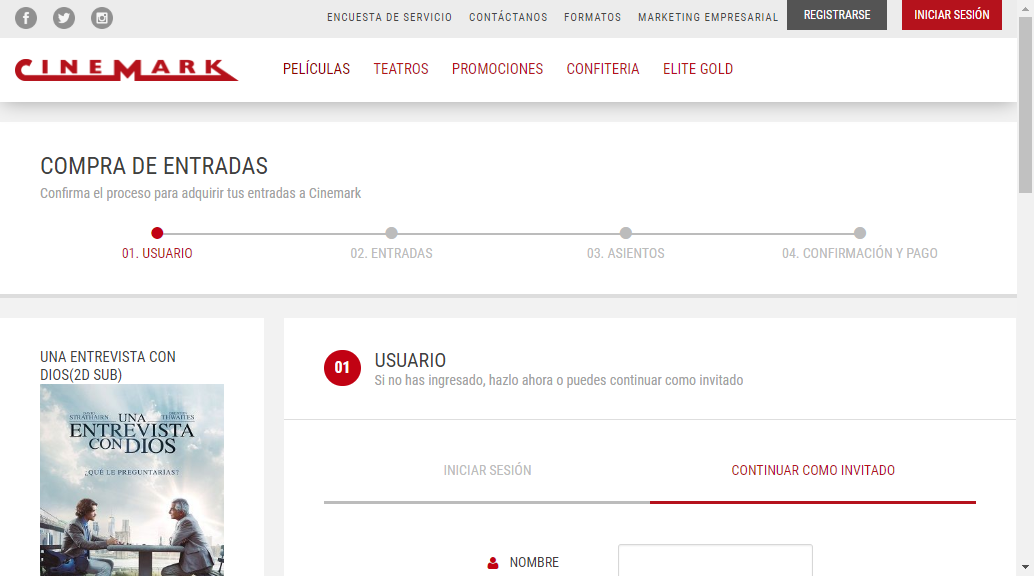 ENCUESTA DE SERVICIO CONTÁCTANOS FORMATOS MARKETING EMPRESARIAL REGISTRARSE INICIAR SESIÓN
CINEMARK PELÍCULAS TEATROS PROMOCIONES CONFITERIA ELITE GOLD
COMPRA DE ENTRADAS
Confirma el proceso para adquirir tus entradas a Cinemark
01. USUARIO 02. ENTRADAS 03. ASIENTOS 04. CONFIRMACIÓN Y PAGO
UNA ENTREVISTA CON
DIOS(2D SUB)
STRATHAIRN THWAITES
UNA
ENTREVISTA
CON DIOS
¿QUÉ LE PREGUNTARÍAS?
01 USUARIO
Si no has ingresado, hazlo ahora o puedes continuar como invitado
INICIAR SESIÓN CONTINUAR COMO INVITADO
NOMBRE